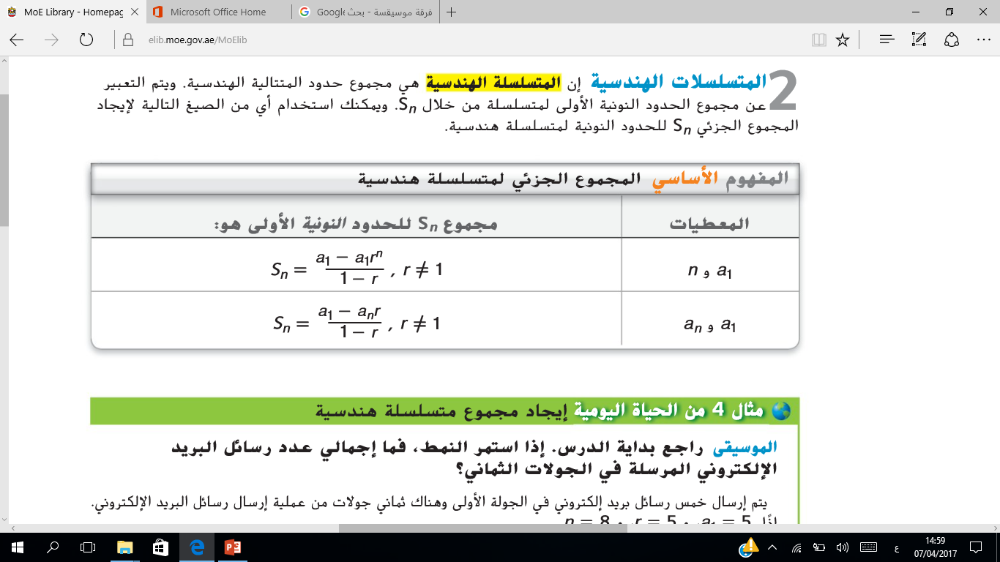 MoE Library - Homepag
Microsoft Office Home
فرقة موسيقسة - بحث Google
elib.moe.gov.ae/MoElib
2 المتسلسلات الهندسية إن المتسلسلة الهندسية هي مجموع حدود المتتالية الهندسية. ويتم التعبير
عن مجموع الحدود النونية الأولى لمتسلسلة من خلال Sn. ويمكنك استخدام أي من الصيغ التالية لإيجاد
المجموع الجزئي Sn للحدود النونية لمتسلسلة هندسية.
المفهوم الأساسي المجموع الجزئي لمتسلسلة هندسية
المعطيات
مجموع Sn للحدود النونية الأولى هو:
a1 و n
Sn = (a1 − a1rⁿ)/(1 − r) , r ≠ 1
a1 و an
Sn = (a1 − anr)/(1 − r) , r ≠ 1
مثال 4 من الحياة اليومية إيجاد مجموع متسلسلة هندسية
الموسيقى راجع بداية الدرس. إذا استمر النمط، فما إجمالي عدد رسائل البريد
الإلكتروني المرسلة في الجولات الثماني؟
يتم إرسال خمس رسائل بريد إلكتروني في الجولة الأولى وهناك ثماني جولات من عملية إرسال رسائل البريد الإلكتروني.
إذًا، a1 = 5 و r = 5 و n = 8
ع
14:59
07/04/2017